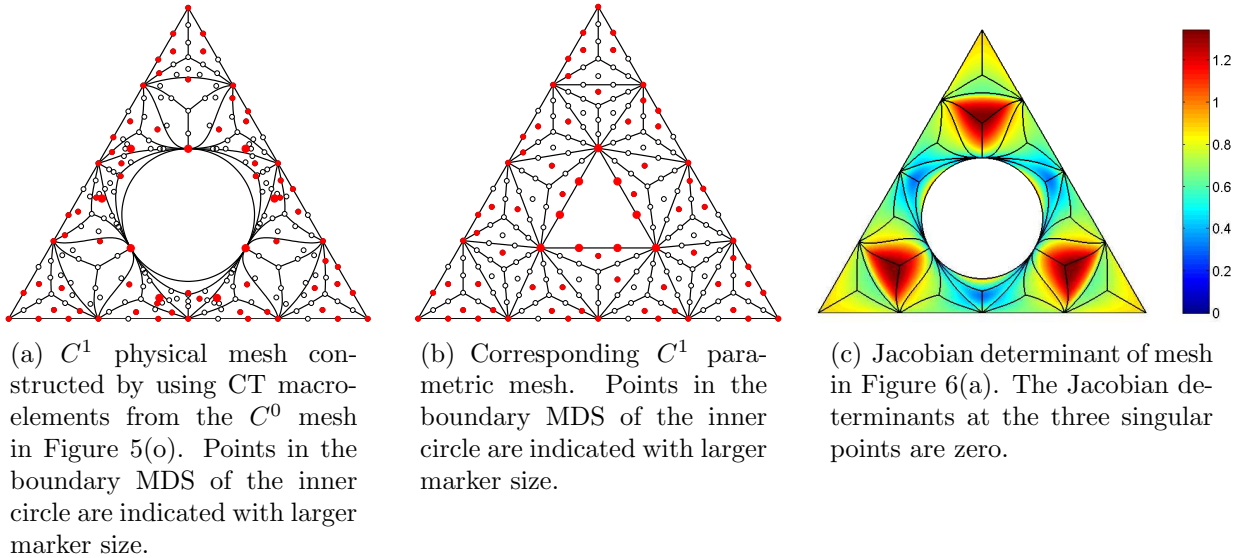 1.2
1
0.8
0.6
0.4
0.2
0
(a) C¹ physical mesh con-
structed by using CT macro-
elements from the C⁰ mesh
in Figure 5(o). Points in the
boundary MDS of the inner
circle are indicated with larger
marker size.
(b) Corresponding C¹ para-
metric mesh. Points in the
boundary MDS of the inner
circle are indicated with larger
marker size.
(c) Jacobian determinant of mesh
in Figure 6(a). The Jacobian de-
terminants at the three singular
points are zero.